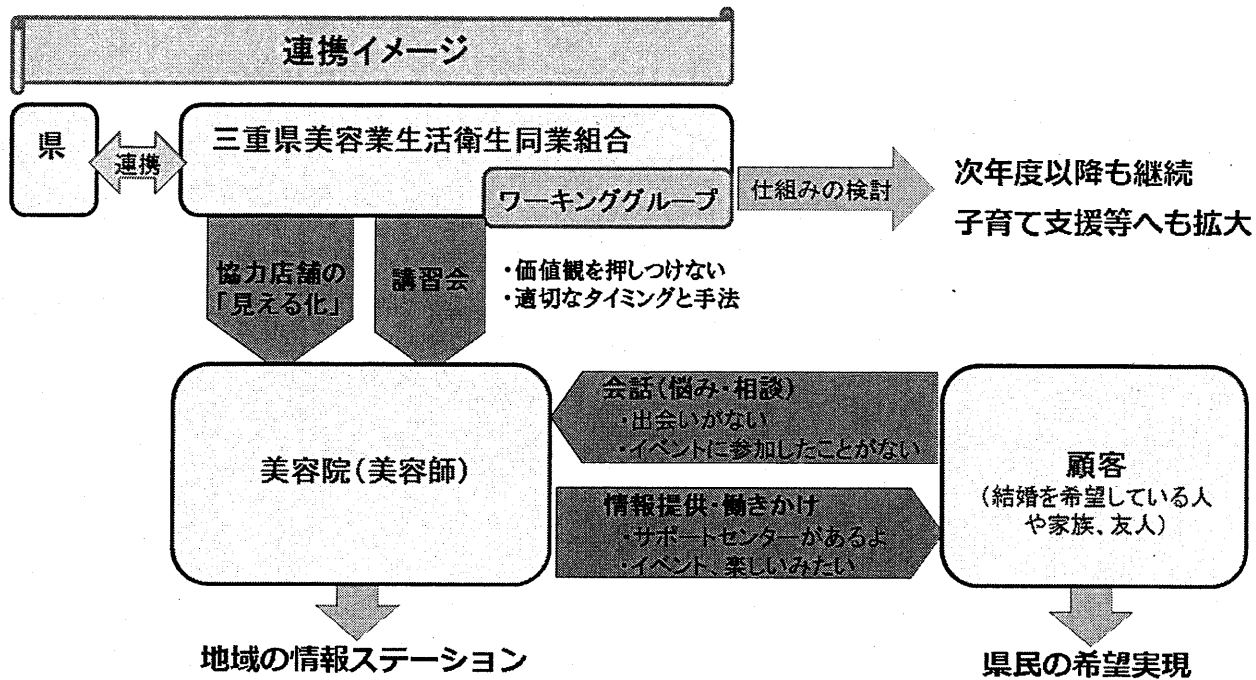 連携イメージ
県
連携
三重県美容業生活衛生同業組合
ワーキンググループ
仕組みの検討
次年度以降も継続
子育て支援等へも拡大
協力店舗の
「見える化」
講習会
・価値観を押しつけない
・適切なタイミングと手法
美容院(美容師)
会話(悩み・相談)
・出会いがない
・イベントに参加したことがない
情報提供・働きかけ
・サポートセンターがあるよ
・イベント、楽しいみたい
顧客
(結婚を希望している人
や家族、友人)
地域の情報ステーション
県民の希望実現